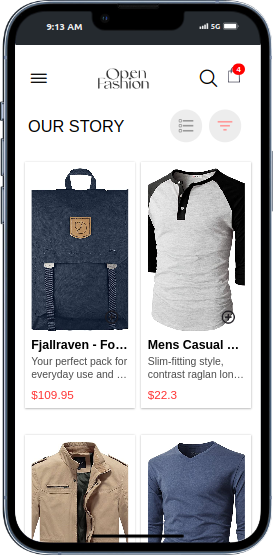 9:13 AM
5G
Open
Fashion
4
OUR STORY
Fjallraven - Fo...
Your perfect pack for
everyday use and ...
$109.95
Mens Casual ...
Slim-fitting style,
contrast raglan lon...
$22.3